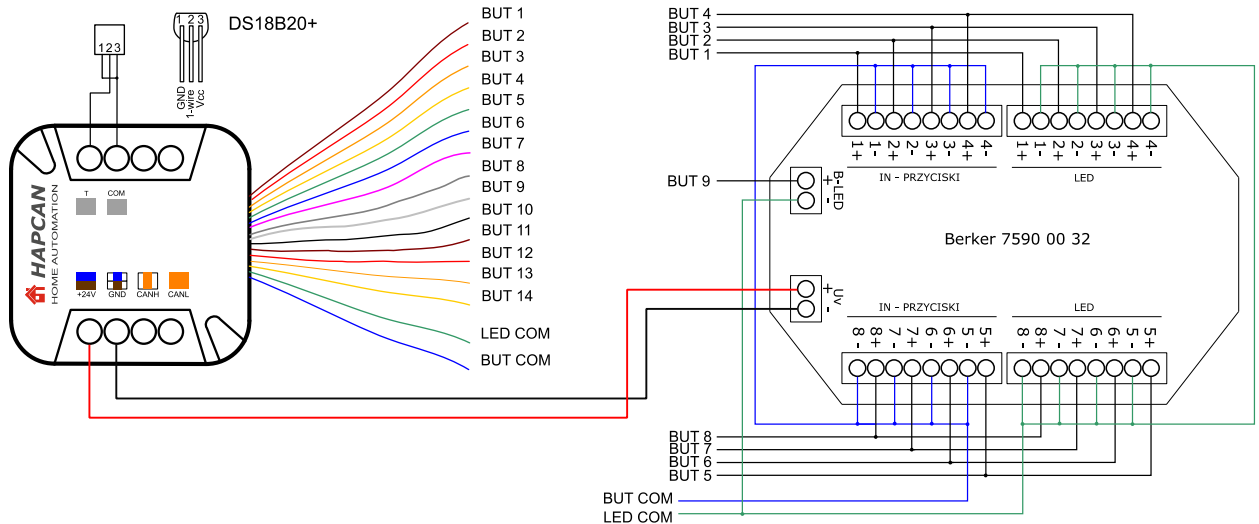 1 2 3
DS18B20+
GND
1-wire
Vcc
123
T COM
HAPCAN
HOME AUTOMATION
+24V GND CANH CANL
BUT 1
BUT 2
BUT 3
BUT 4
BUT 5
BUT 6
BUT 7
BUT 8
BUT 9
BUT 10
BUT 11
BUT 12
BUT 13
BUT 14
LED COM
BUT COM
BUT 4
BUT 3
BUT 2
BUT 1
1+ 1- 2+ 2- 3+ 3- 4+ 4-
IN - PRZYCISKI
1+ 1- 2+ 2- 3+ 3- 4+ 4-
LED
BUT 9
+ -
B-LED
Berker 7590 00 32
+ -
Uv
IN - PRZYCISKI
8- 8+ 7- 7+ 6- 6+ 5- 5+
LED
8- 8+ 7- 7+ 6- 6+ 5- 5+
BUT 8
BUT 7
BUT 6
BUT 5
BUT COM
LED COM